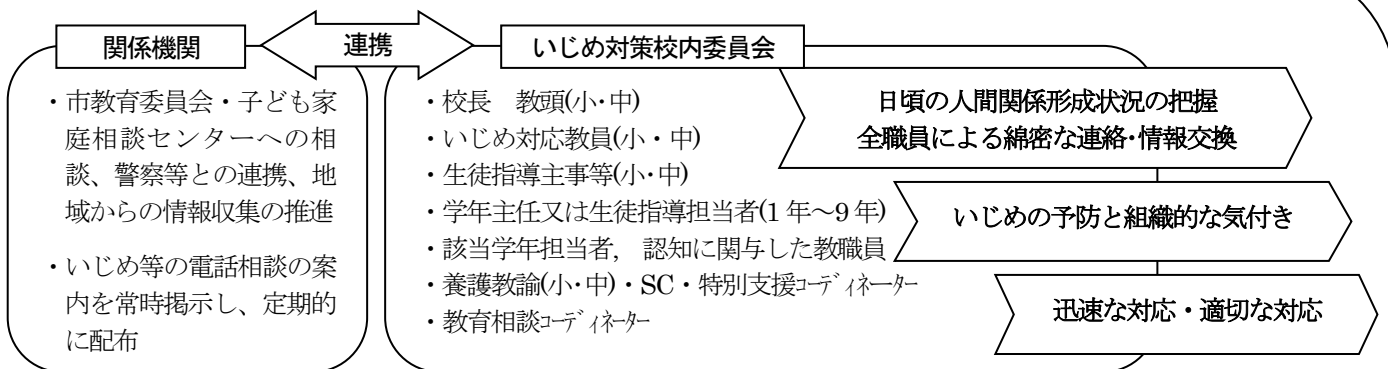 関係機関
連携
いじめ対策校内委員会
・市教育委員会・子ども家
庭相談センターへの相
談、警察等との連携、地
域からの情報収集の推進
・いじめ等の電話相談の案
内を常時掲示し、定期的
に配布
・校長　教頭(小・中)
・いじめ対応教員(小・中)
・生徒指導主事等(小・中)
・学年主任又は生徒指導担当者(1年～9年)
・該当学年担当者,　認知に関与した教職員
・養護教諭(小・中)・SC・特別支援ｺｰﾃﾞｨﾈｰﾀｰ
・教育相談ｺｰﾃﾞｨﾈｰﾀｰ
日頃の人間関係形成状況の把握
全職員による綿密な連絡・情報交換
いじめの予防と組織的な気付き
迅速な対応・適切な対応